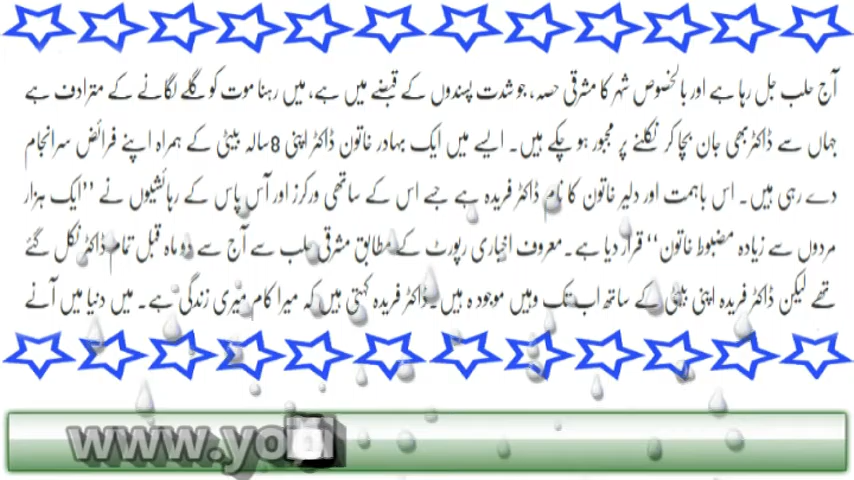 آج حلب جل رہا ہے اور بالخصوص شہر کا مشرقی حصہ، جو شدت پسندوں کے قبضے میں ہے، میں رہنا موت کو گلے لگانے کے مترادف ہے
جہاں سے ڈاکٹر بھی جان بچا کر نکلنے پر مجبور ہو چکے ہیں۔ ایسے میں ایک بہادر خاتون ڈاکٹر اپنی 8سالہ بیٹی کے ہمراہ اپنے فرائض سرانجام
دے رہی ہیں۔ اس باہمت اور دلیر خاتون کا نام ڈاکٹر فریدہ ہے جسے اس کے ساتھی ورکرز اور آس پاس کے رہائشیوں نے ’’ایک ہزار
مردوں سے زیادہ مضبوط خاتون‘‘ قرار دیا ہے۔معروف اخباری رپورٹ کے مطابق مشرقی حلب سے آج سے دو ماہ قبل تمام ڈاکٹر نکل گئے
تھے لیکن ڈاکٹر فریدہ اپنی بیٹی کے ساتھ اب تک وہیں موجود ہ ہیں۔ڈاکٹر فریدہ کہتی ہیں کہ میرا کام میری زندگی ہے۔ میں دنیا میں آنے
www.you